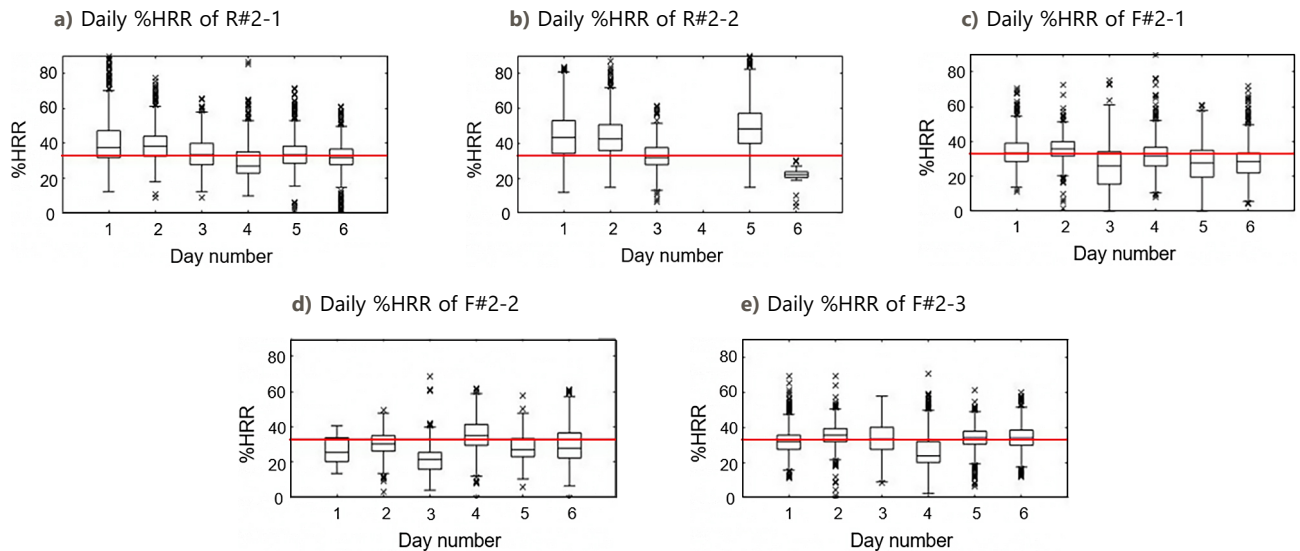 a) Daily %HRR of R#2-1
80
60
40
20
0
%HRR
1 2 3 4 5 6
Day number
b) Daily %HRR of R#2-2
80
60
40
20
0
%HRR
1 2 3 4 5 6
Day number
c) Daily %HRR of F#2-1
80
60
40
20
0
%HRR
1 2 3 4 5 6
Day number
d) Daily %HRR of F#2-2
80
60
40
20
0
%HRR
1 2 3 4 5 6
Day number
e) Daily %HRR of F#2-3
80
60
40
20
0
%HRR
1 2 3 4 5 6
Day number